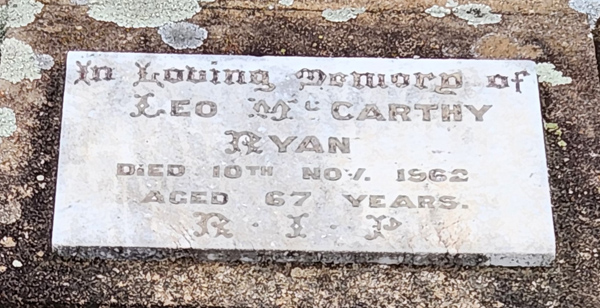 In Loving Memory of
LEO McCARTHY
RYAN
DIED 10TH NOV. 1962
AGED 67 YEARS.
R · I · P